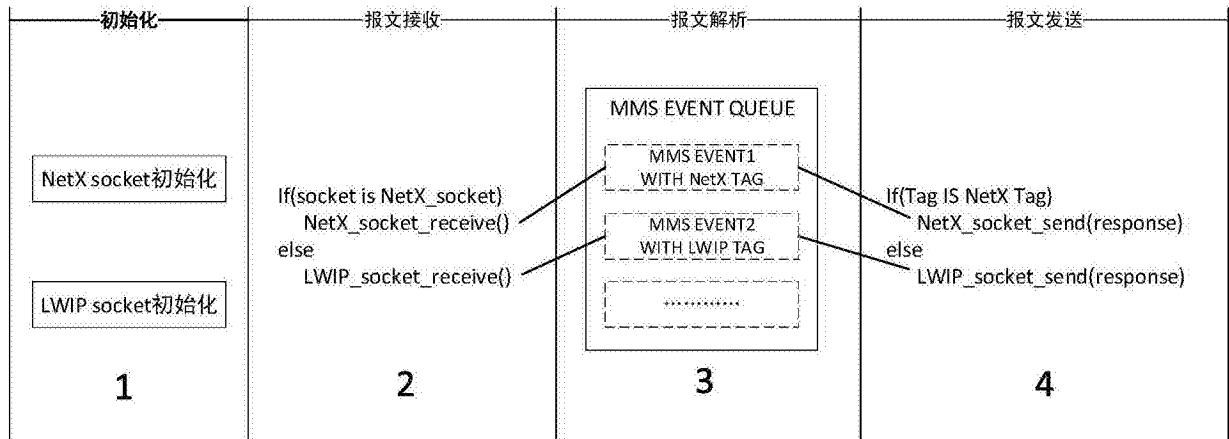 初始化
报文接收
报文解析
报文发送
NetX socket初始化
LWIP socket初始化
If(socket is NetX_socket)
NetX_socket_receive()
else
LWIP_socket_receive()
MMS EVENT QUEUE
MMS EVENT1
WITH NetX TAG
MMS EVENT2
WITH LWIP TAG
…………
If(Tag IS NetX Tag)
NetX_socket_send(response)
else
LWIP_socket_send(response)
1
2
3
4